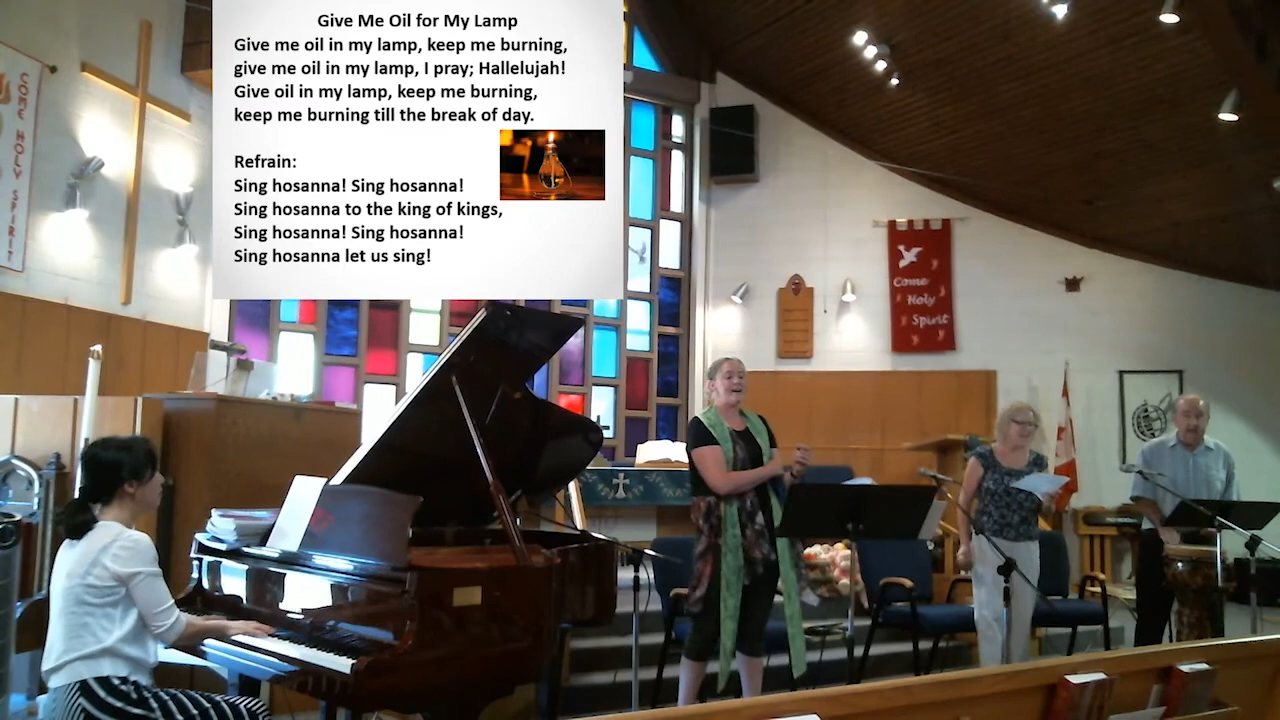 Give Me Oil for My Lamp
Give me oil in my lamp, keep me burning,
give me oil in my lamp, I pray; Hallelujah!
Give oil in my lamp, keep me burning,
keep me burning till the break of day.
Refrain:
Sing hosanna! Sing hosanna!
Sing hosanna to the king of kings,
Sing hosanna! Sing hosanna!
Sing hosanna let us sing!
COME HOLY SPIRIT
Come
Holy
Spirit